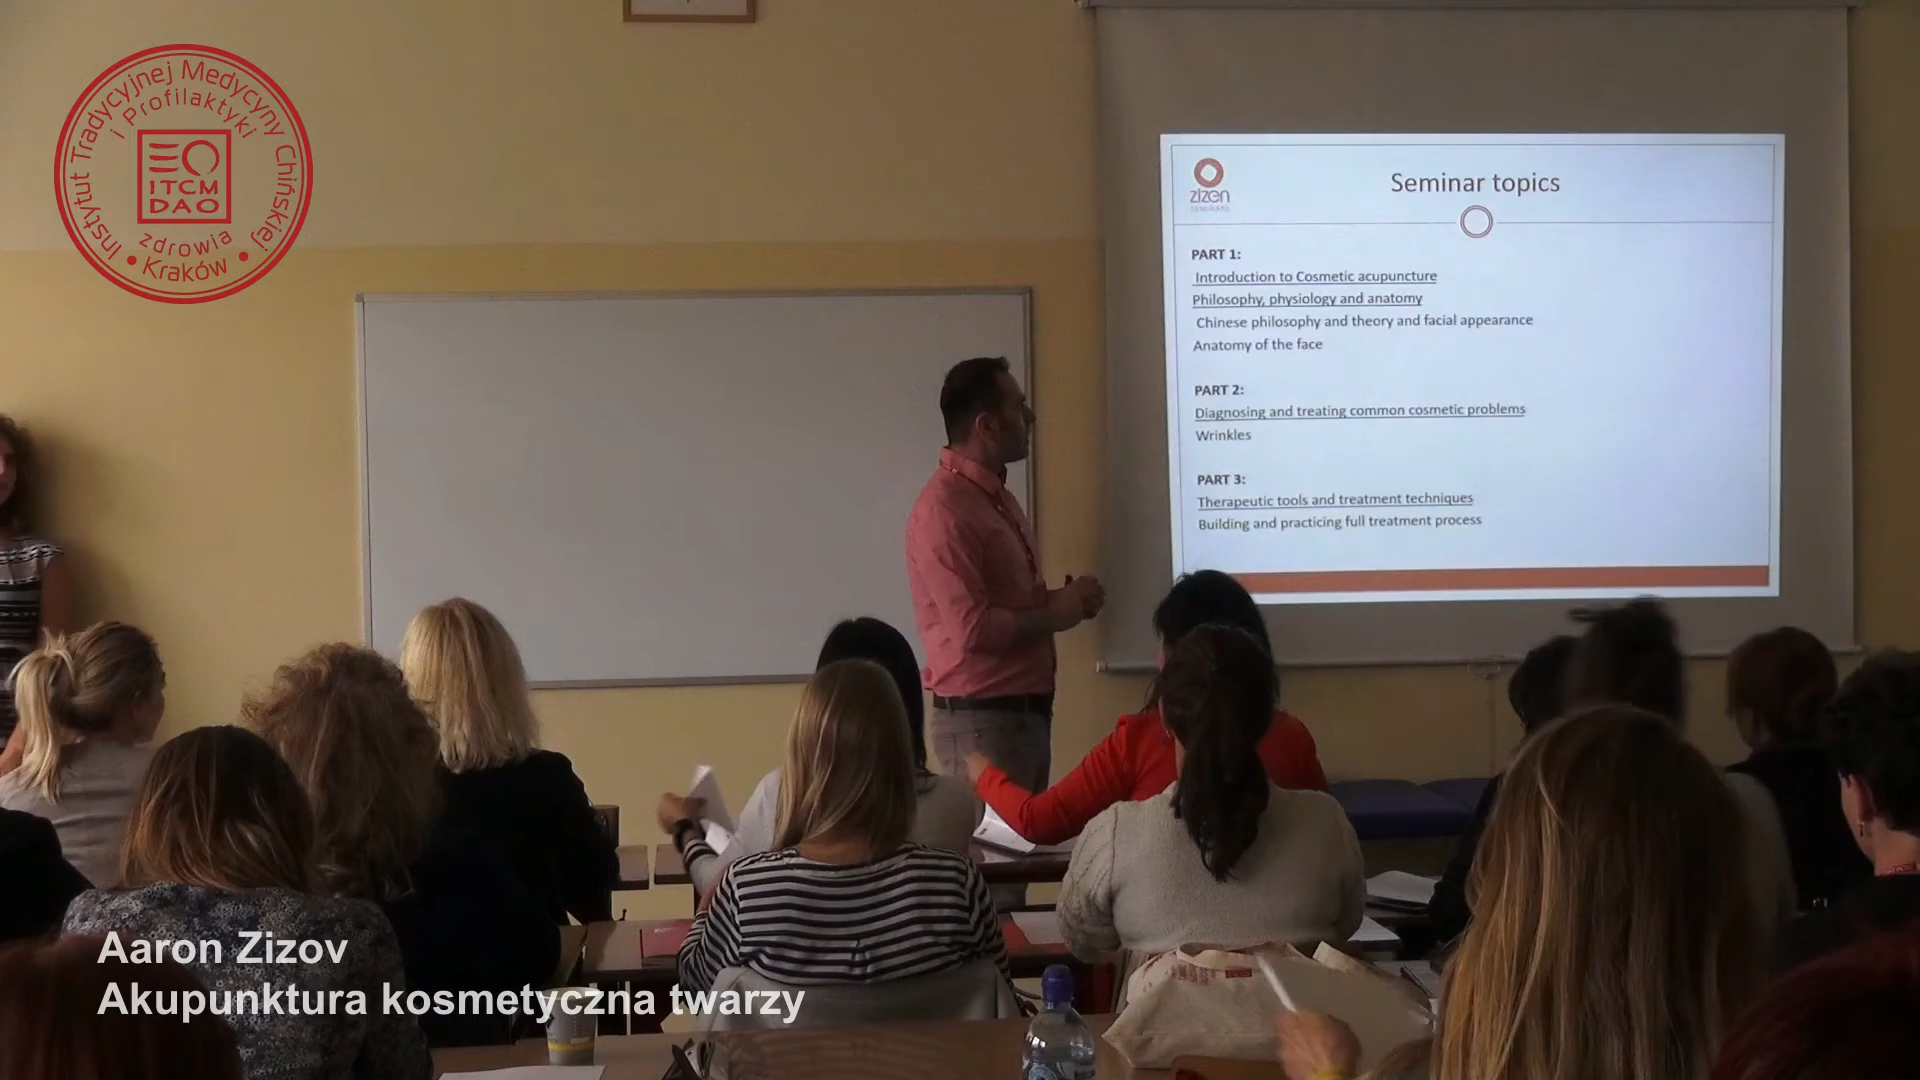 Instytut Tradycyjnej Medycyny Chińskiej
i Profilaktyki
ITCM
DAO
zdrowia
Kraków
zizen
Seminar topics
PART 1:
Introduction to Cosmetic acupuncture
Philosophy, physiology and anatomy
Chinese philosophy and theory and facial appearance
Anatomy of the face
PART 2:
Diagnosing and treating common cosmetic problems
Wrinkles
PART 3:
Therapeutic tools and treatment techniques
Building and practicing full treatment process
Aaron Zizov
Akupunktura kosmetyczna twarzy